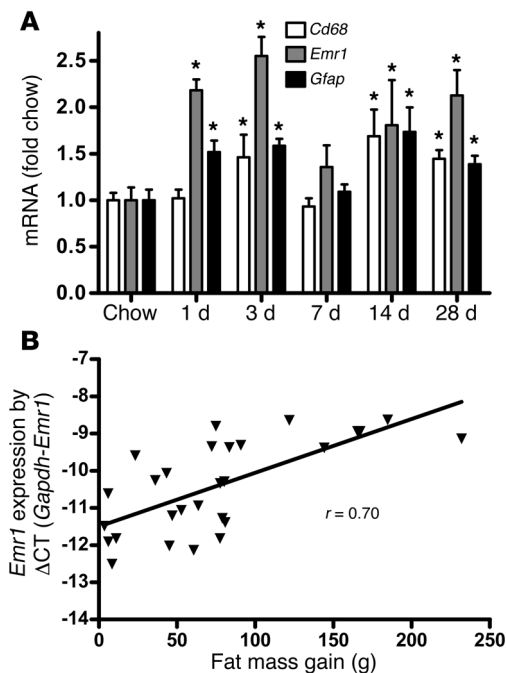 A
Cd68
Emr1
Gfap
mRNA (fold chow)
2.5
2.0
1.5
1.0
0.5
0.0
* * * * * * * * * * *
Chow 1 d 3 d 7 d 14 d 28 d
B
Emr1 expression by
ΔCT (Gapdh-Emr1)
-7
-8
-9
-10
-11
-12
-13
-14
r = 0.70
0 50 100 150 200 250
Fat mass gain (g)